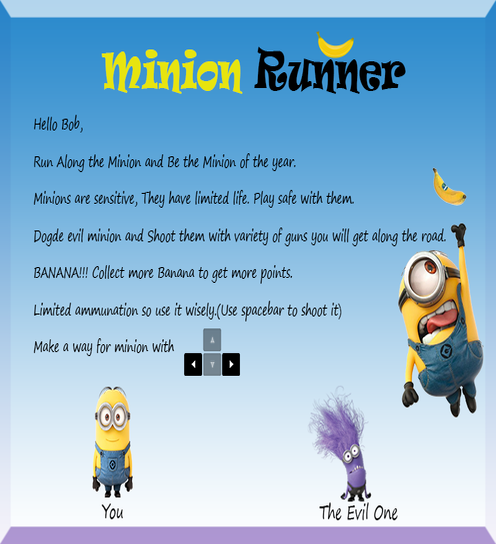 Minion Runner
Hello Bob,
Run Along the Minion and Be the Minion of the year.
Minions are sensitive, They have limited life. Play safe with them.
Dogde evil minion and Shoot them with variety of guns you will get along the road.
BANANA!!! Collect more Banana to get more points.
Limited ammunation so use it wisely.(Use spacebar to shoot it)
Make a way for minion with
You
The Evil One